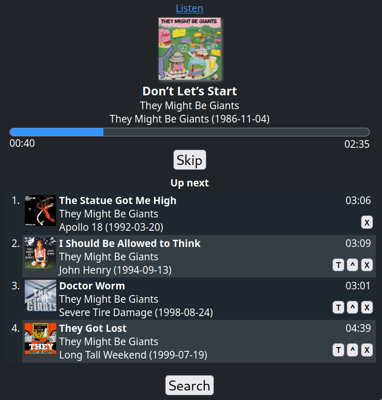 Listen
THEY MIGHT BE GIANTS
Don’t Let’s Start
They Might Be Giants
They Might Be Giants (1986-11-04)
00:40 02:35
Skip
Up next
1. The Statue Got Me High 03:06
They Might Be Giants
Apollo 18 (1992-03-20) X
2. I Should Be Allowed to Think 03:09
They Might Be Giants
John Henry (1994-09-13) T ^ X
3. Doctor Worm 03:01
They Might Be Giants
Severe Tire Damage (1998-08-24) T ^ X
4. They Got Lost 04:39
They Might Be Giants
THEY
Long Tall Weekend (1999-07-19) T ^ X
Search